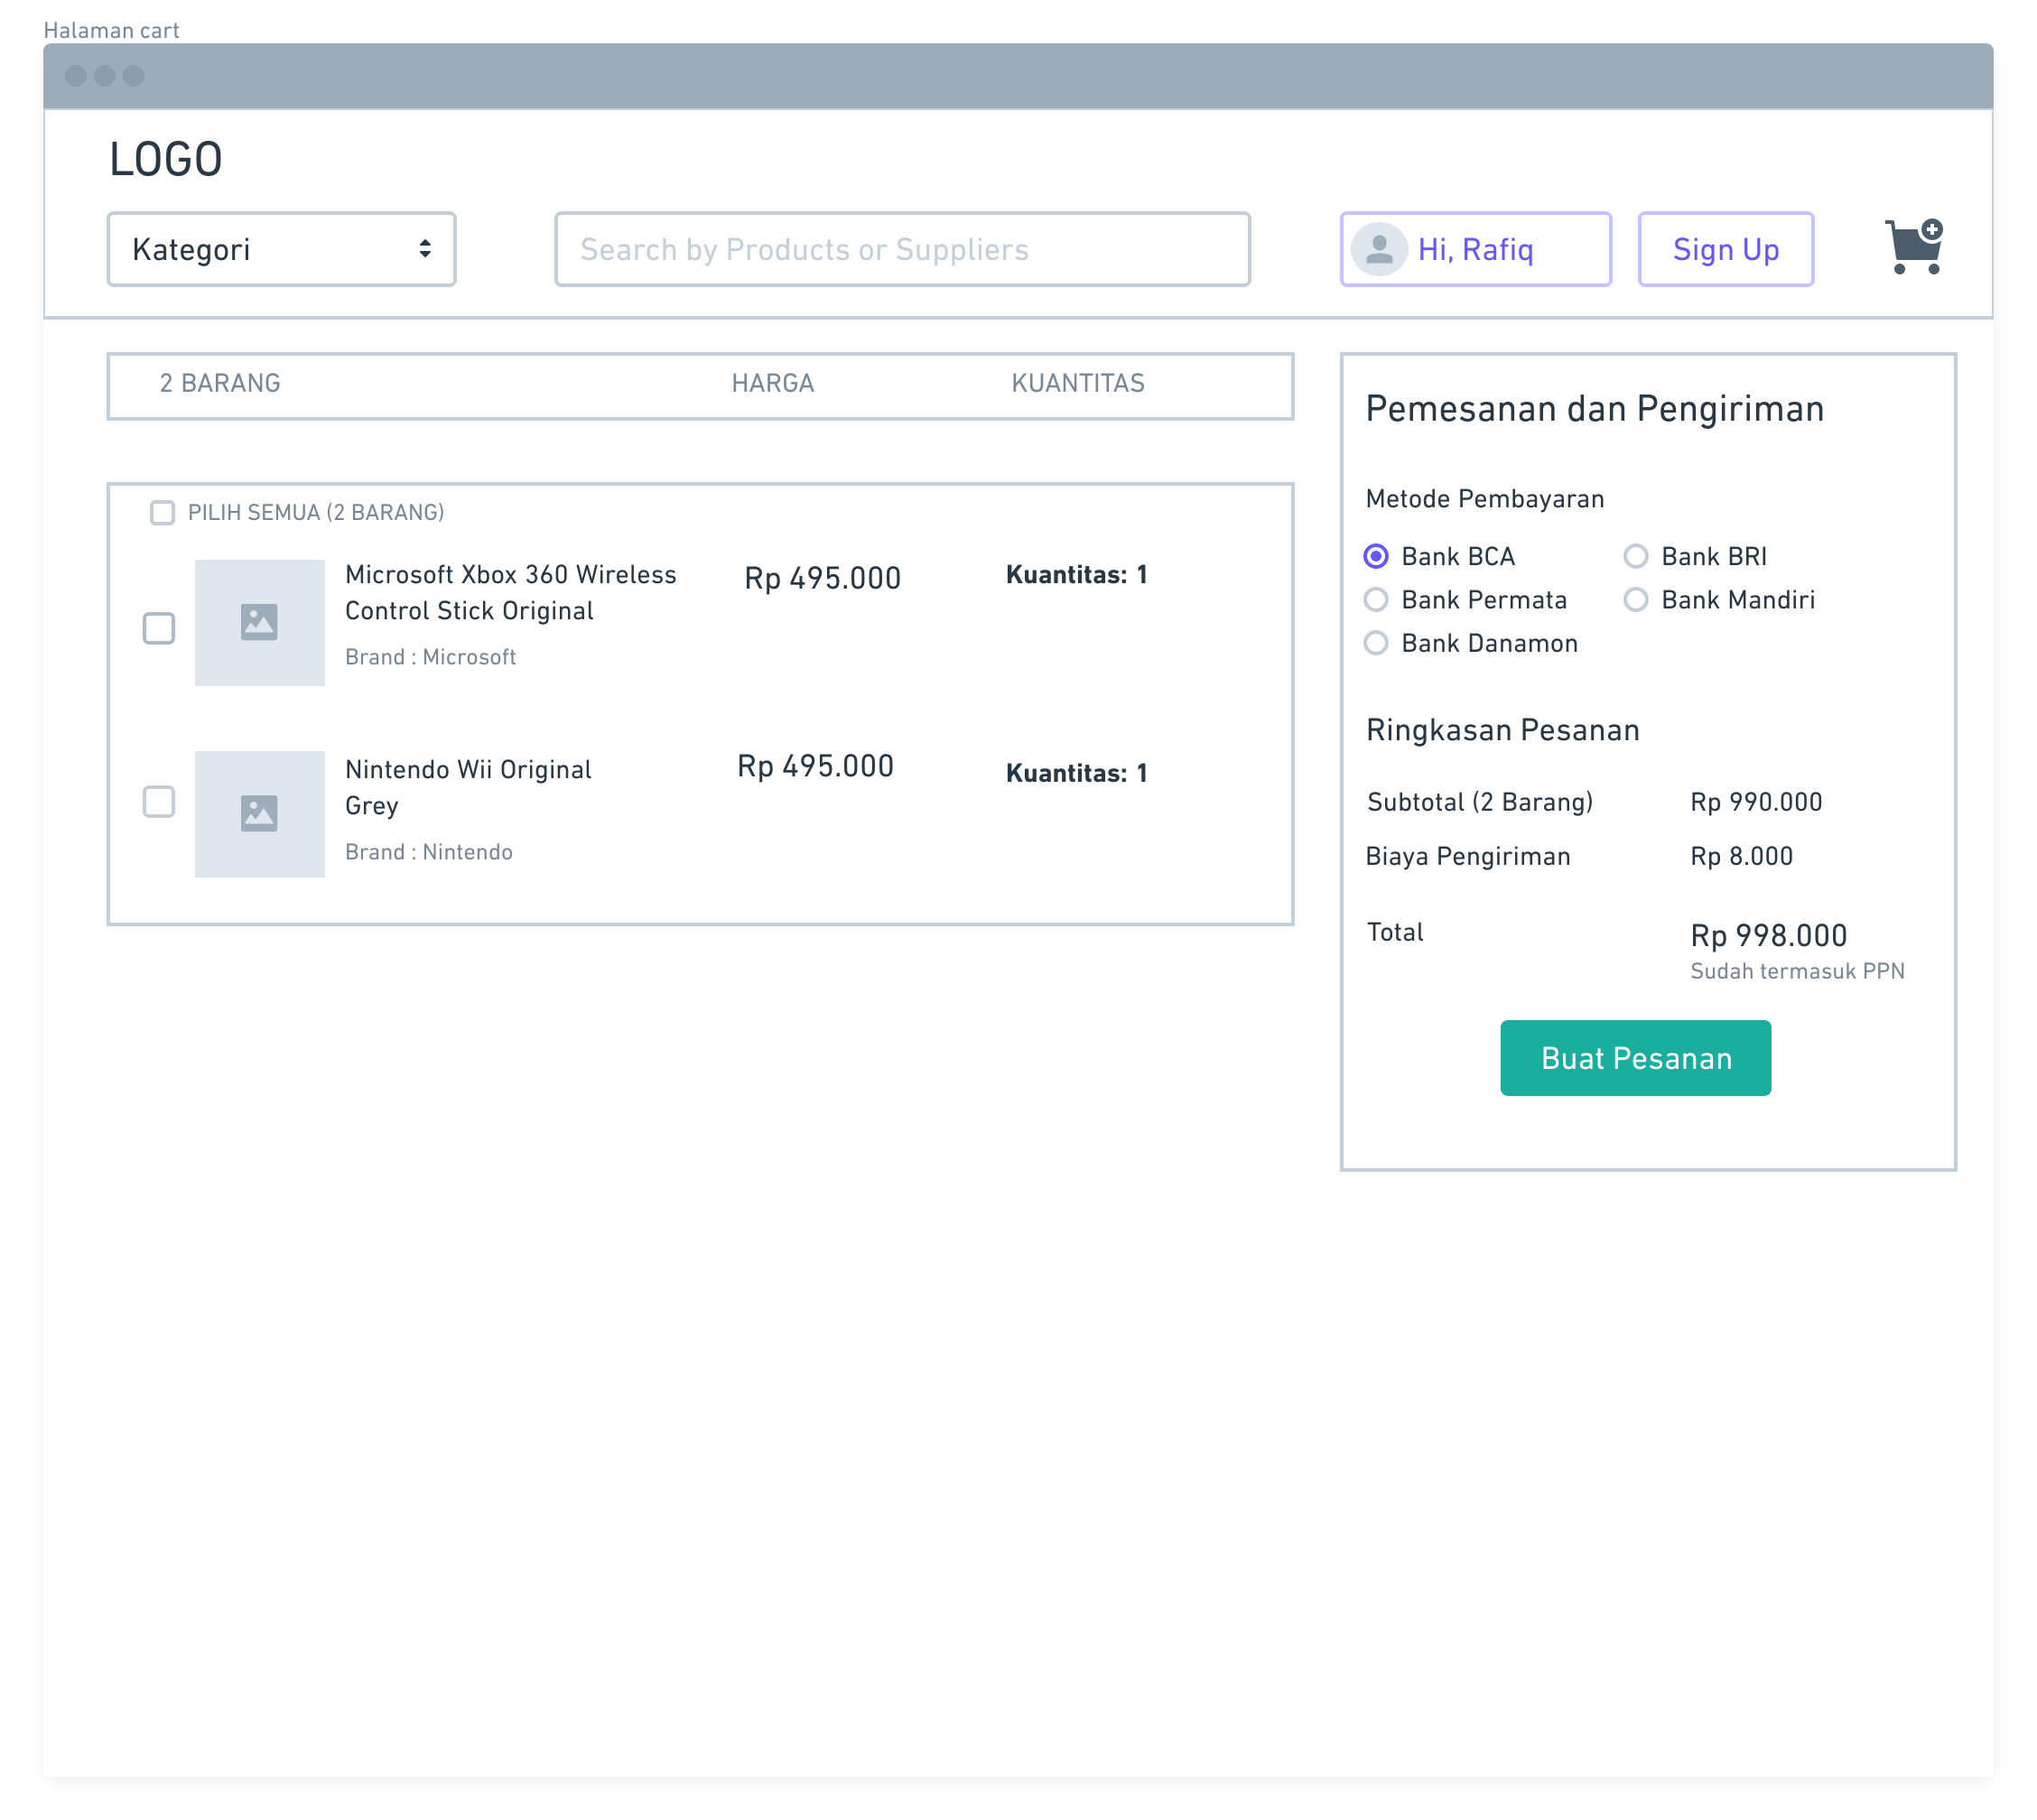 Halaman cart
LOGO
Kategori
Search by Products or Suppliers
Hi, Rafiq
Sign Up
2 BARANG
HARGA
KUANTITAS
PILIH SEMUA (2 BARANG)
Microsoft Xbox 360 Wireless
Control Stick Original
Brand : Microsoft
Rp 495.000
Kuantitas: 1
Nintendo Wii Original
Grey
Brand : Nintendo
Rp 495.000
Kuantitas: 1
Pemesanan dan Pengiriman
Metode Pembayaran
Bank BCA
Bank BRI
Bank Permata
Bank Mandiri
Bank Danamon
Ringkasan Pesanan
Subtotal (2 Barang)
Rp 990.000
Biaya Pengiriman
Rp 8.000
Total
Rp 998.000
Sudah termasuk PPN
Buat Pesanan